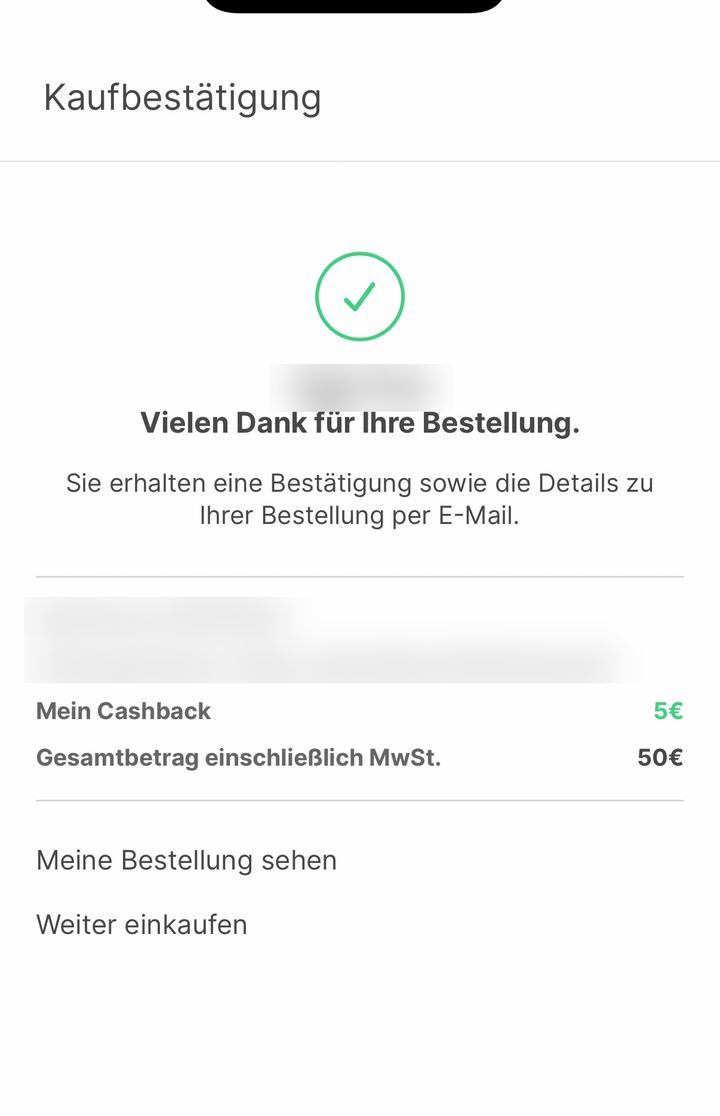 Kaufbestätigung
Vielen Dank für Ihre Bestellung.
Sie erhalten eine Bestätigung sowie die Details zu
Ihrer Bestellung per E-Mail.
Mein Cashback 5€
Gesamtbetrag einschließlich MwSt. 50€
Meine Bestellung sehen
Weiter einkaufen